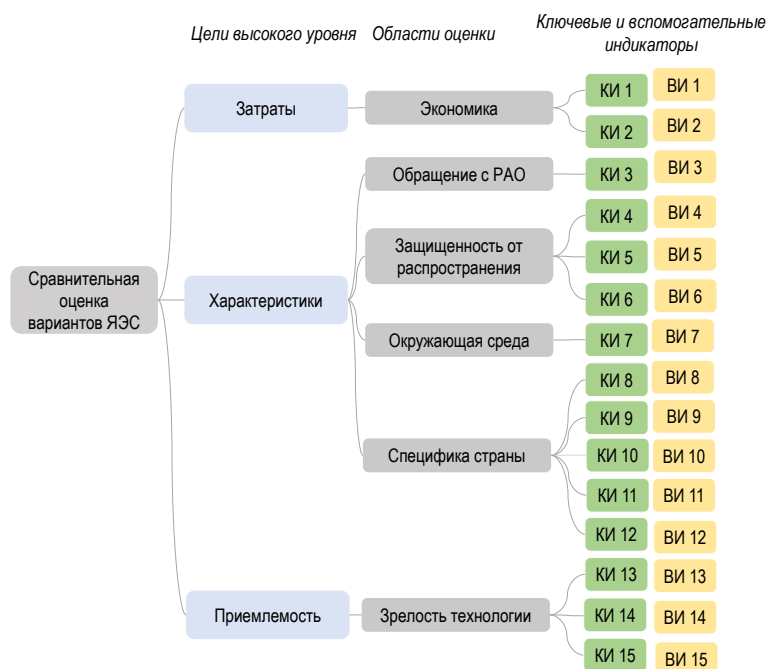 Цели высокого уровня
Области оценки
Ключевые и вспомогательные
индикаторы
Сравнительная
оценка
вариантов ЯЭС
Затраты
Экономика
КИ 1
ВИ 1
КИ 2
ВИ 2
Характеристики
Обращение с РАО
КИ 3
ВИ 3
Защищенность от
распространения
КИ 4
ВИ 4
КИ 5
ВИ 5
КИ 6
ВИ 6
Окружающая среда
КИ 7
ВИ 7
Специфика страны
КИ 8
ВИ 8
КИ 9
ВИ 9
КИ 10
ВИ 10
КИ 11
ВИ 11
КИ 12
ВИ 12
Приемлемость
Зрелость технологии
КИ 13
ВИ 13
КИ 14
ВИ 14
КИ 15
ВИ 15